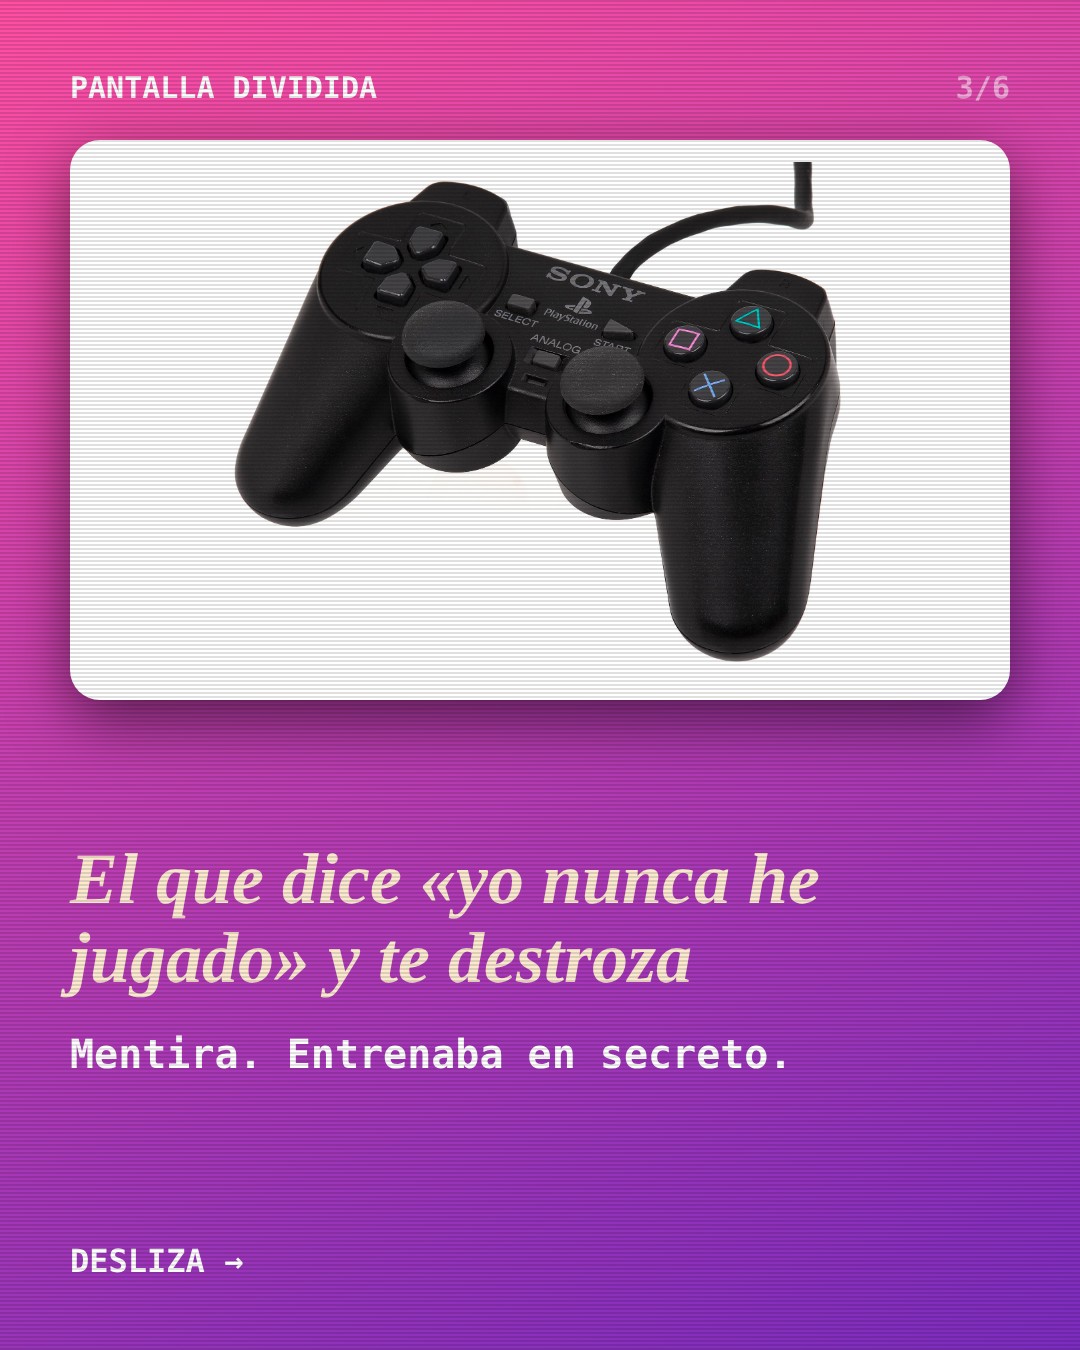 PANTALLA DIVIDIDA
3/6
SONY
PlayStation
SELECT
START
ANALOG
El que dice «yo nunca he
jugado» y te destroza
Mentira. Entrenaba en secreto.
DESLIZA →